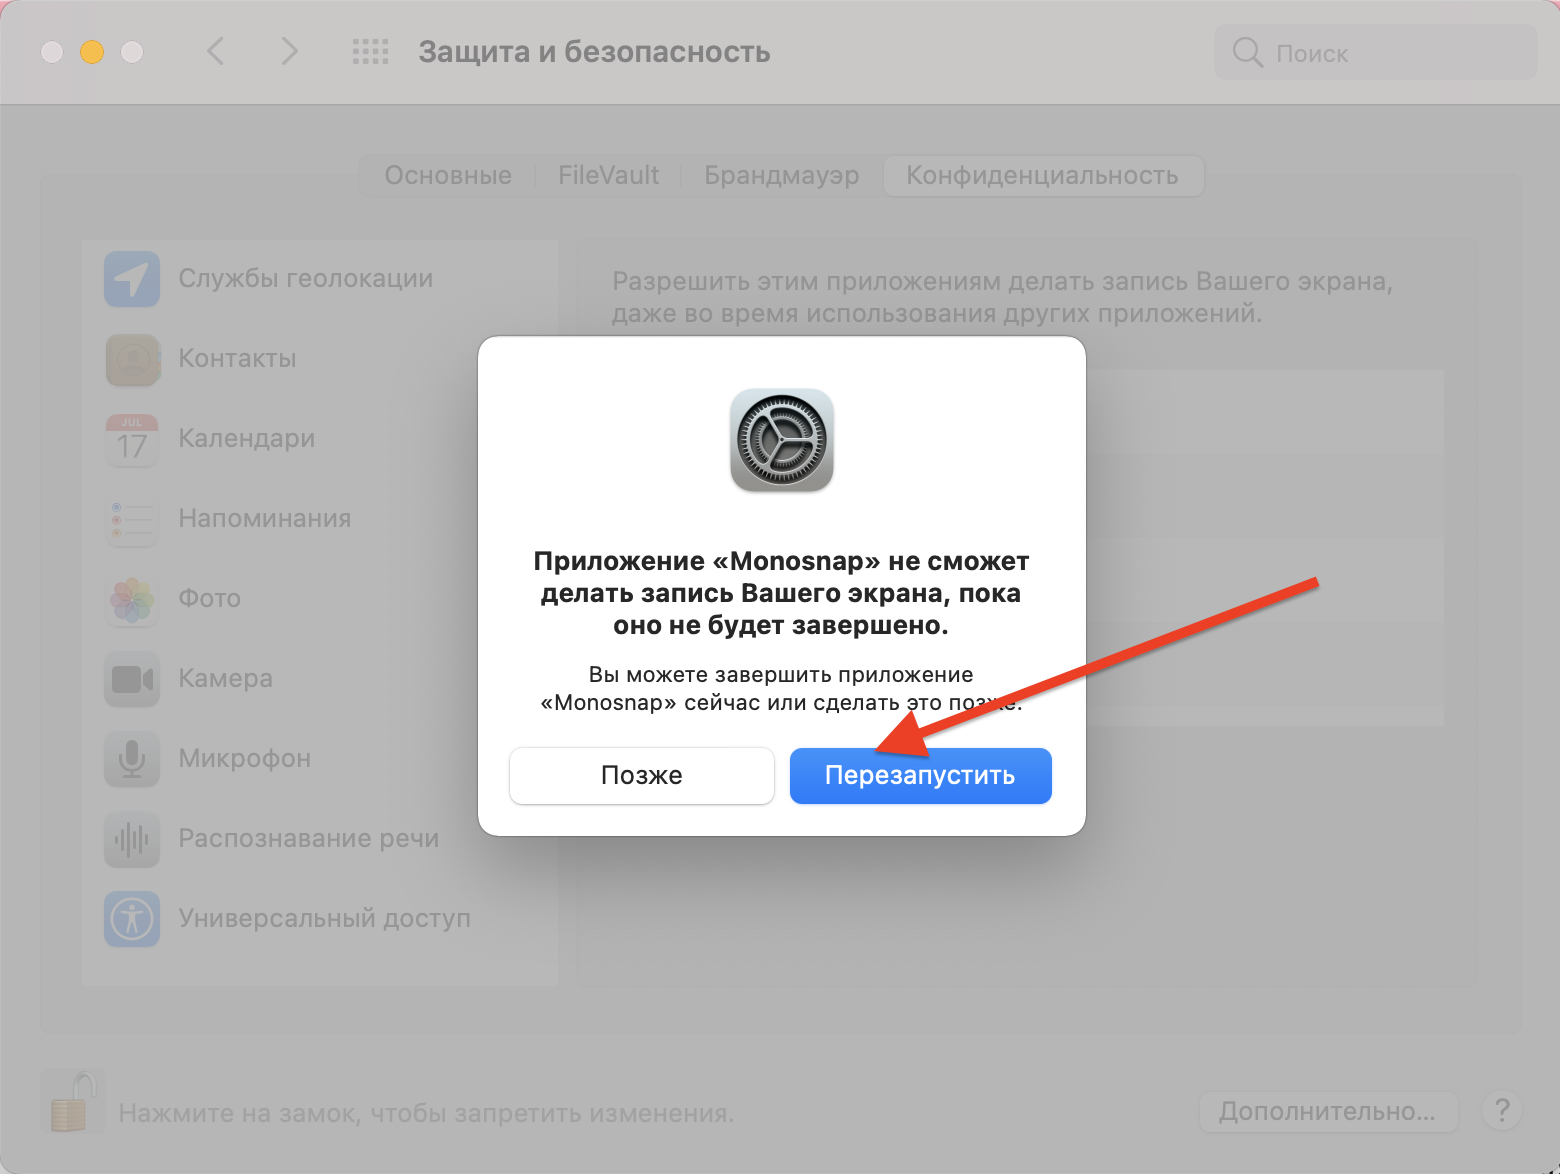 Защита и безопасность
Поиск
Основные
FileVault
Брандмауэр
Конфиденциальность
Службы геолокации
Контакты
JUL
17
Календари
Напоминания
Фото
Камера
Микрофон
Распознавание речи
Универсальный доступ
Разрешить этим приложениям делать запись Вашего экрана,
даже во время использования других приложений.
Приложение «Monosnap» не сможет
делать запись Вашего экрана, пока
оно не будет завершено.
Вы можете завершить приложение
«Monosnap» сейчас или сделать это позже.
Позже
Перезапустить
Нажмите на замок, чтобы запретить изменения.
Дополнительно...
?